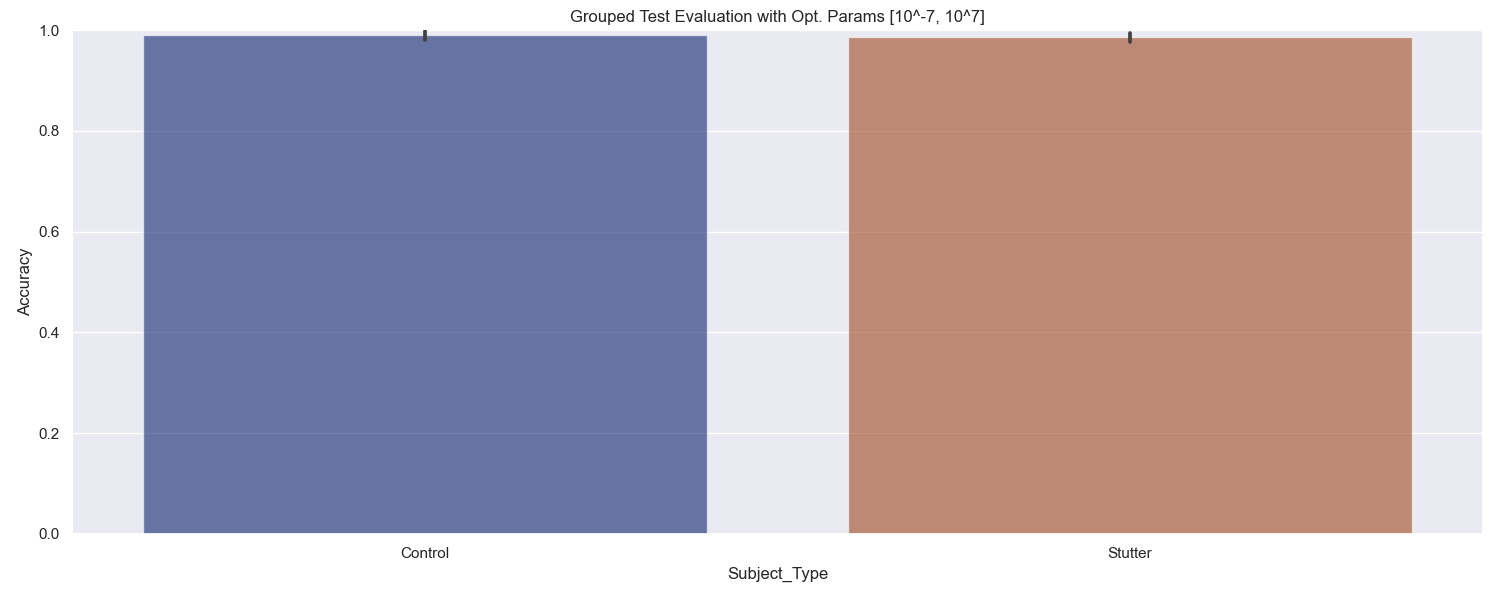 Grouped Test Evaluation with Opt. Params [10^-7, 10^7]
1.0
0.8
0.6
0.4
0.2
0.0
Accuracy
Control
Stutter
Subject_Type